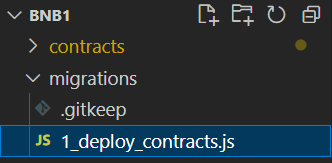 BNB1
contracts
migrations
.gitkeep
JS 1_deploy_contracts.js